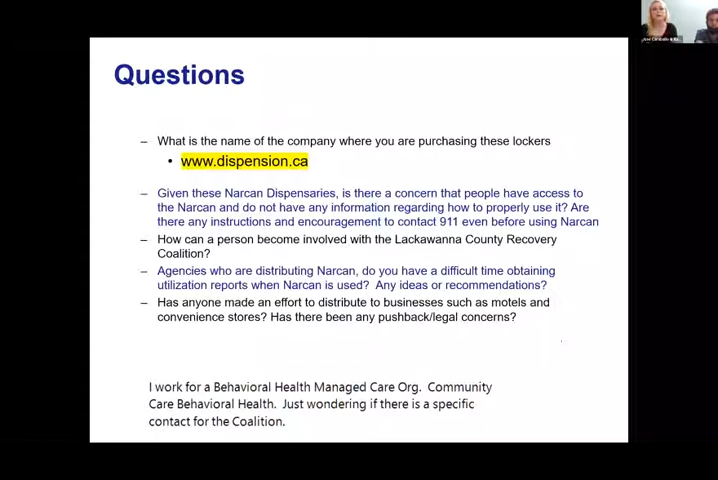 Questions
– What is the name of the company where you are purchasing these lockers
• www.dispension.ca
– Given these Narcan Dispensaries, is there a concern that people have access to
the Narcan and do not have any information regarding how to properly use it? Are
there any instructions and encouragement to contact 911 even before using Narcan
– How can a person become involved with the Lackawanna County Recovery
Coalition?
– Agencies who are distributing Narcan, do you have a difficult time obtaining
utilization reports when Narcan is used? Any ideas or recommendations?
– Has anyone made an effort to distribute to businesses such as motels and
convenience stores? Has there been any pushback/legal concerns?
I work for a Behavioral Health Managed Care Org. Community
Care Behavioral Health. Just wondering if there is a specific
contact for the Coalition.